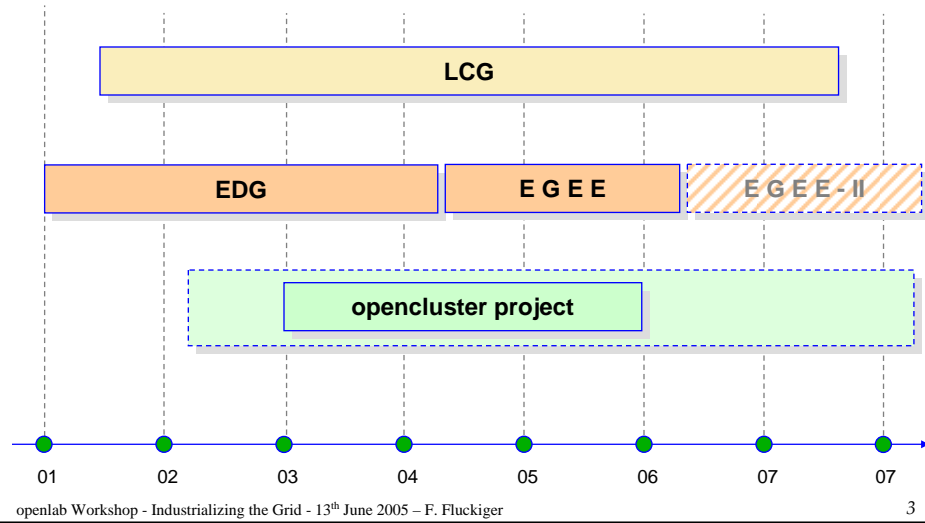 LCG
EDG
E G E E
E G E E - II
opencluster project
01 02 03 04 05 06 07 07
openlab Workshop - Industrializing the Grid - 13th June 2005 – F. Fluckiger 3